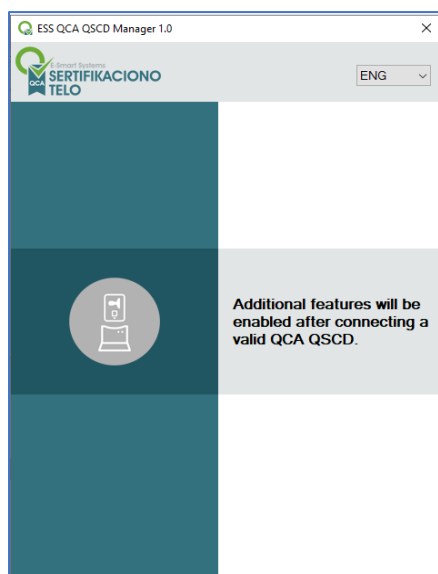 ESS QCA QSCD Manager 1.0
E-Smart Systems
SERTIFIKACIONO
TELO
QCA
ENG
Additional features will be
enabled after connecting a
valid QCA QSCD.